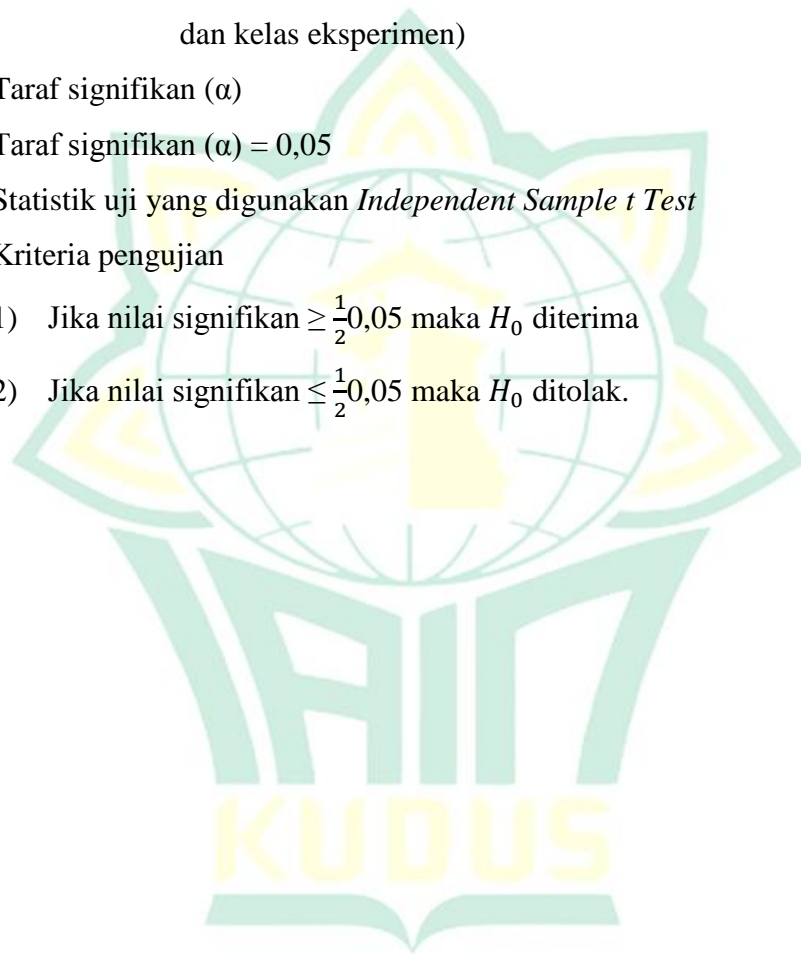 dan kelas eksperimen)
Taraf signifikan (α)
Taraf signifikan (α) = 0,05
Statistik uji yang digunakan Independent Sample t Test
Kriteria pengujian
1) Jika nilai signifikan ≥ ½0,05 maka H₀ diterima
2) Jika nilai signifikan ≤ ½0,05 maka H₀ ditolak.
IAIN
KUDUS